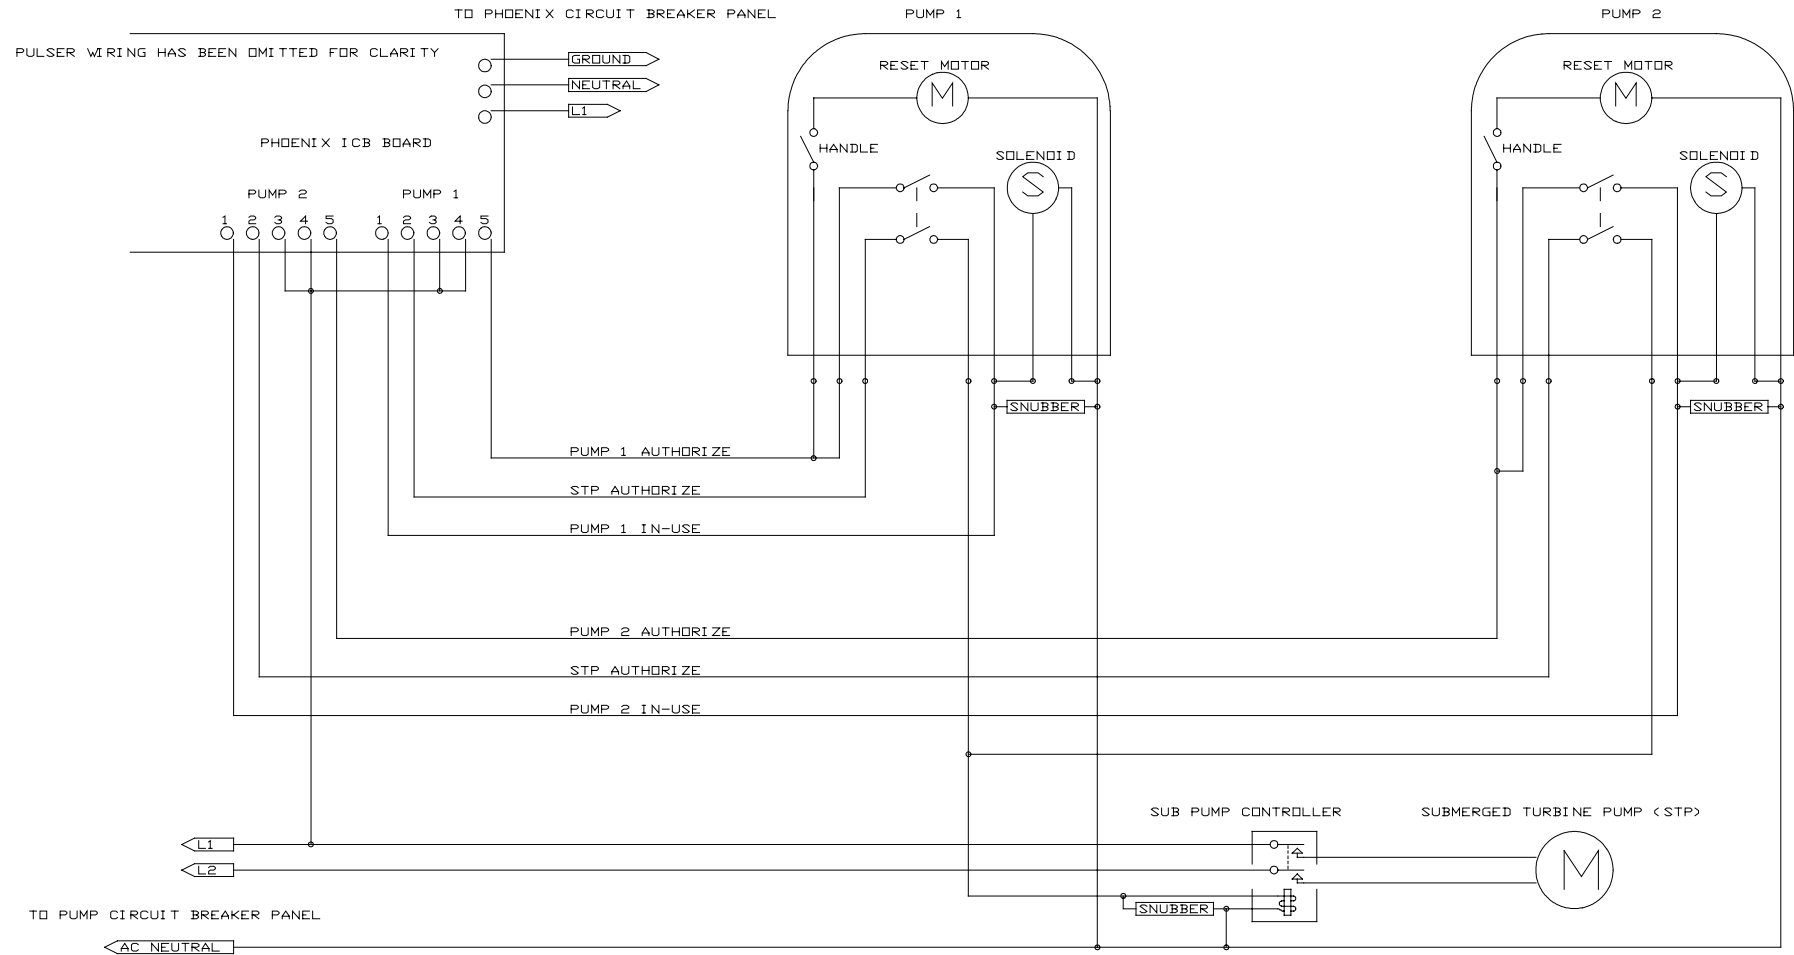 TO PHOENIX CIRCUIT BREAKER PANEL
PUMP 1
PUMP 2
PULSER WIRING HAS BEEN OMITTED FOR CLARITY
GROUND
NEUTRAL
L1
RESET MOTOR
M
RESET MOTOR
M
PHOENIX ICB BOARD
HANDLE
SOLENOID
S
HANDLE
SOLENOID
S
PUMP 2
PUMP 1
1 2 3 4 5
1 2 3 4 5
SNUBBER
SNUBBER
PUMP 1 AUTHORIZE
STP AUTHORIZE
PUMP 1 IN-USE
PUMP 2 AUTHORIZE
STP AUTHORIZE
PUMP 2 IN-USE
SUB PUMP CONTROLLER
SUBMERGED TURBINE PUMP (STP)
L1
L2
M
SNUBBER
TO PUMP CIRCUIT BREAKER PANEL
AC NEUTRAL